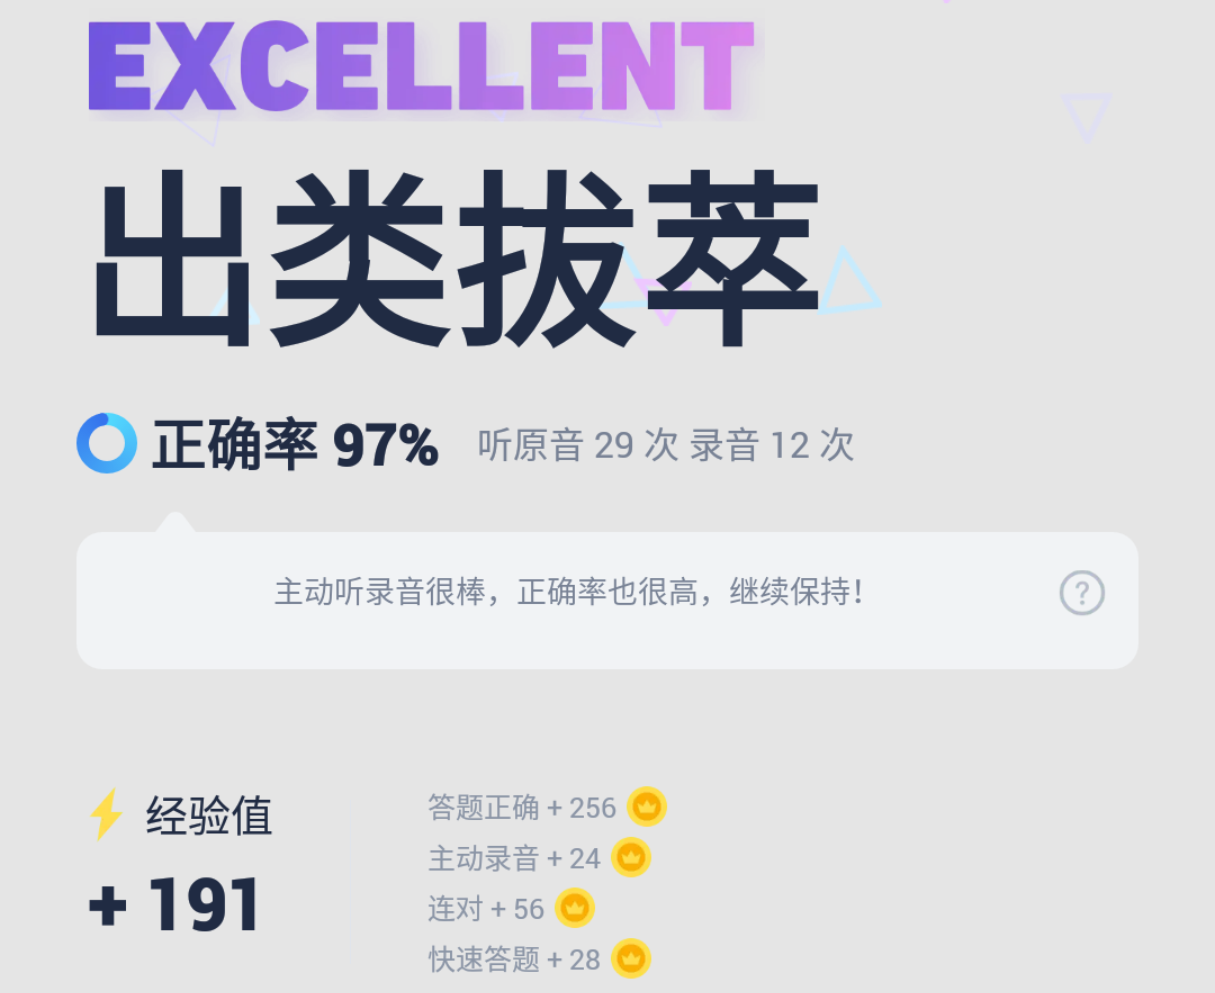 EXCELLENT
出类拔萃
正确率 97% 听原音 29 次 录音 12 次
主动听录音很棒，正确率也很高，继续保持！
?
经验值
+ 191
答题正确 + 256
主动录音 + 24
连对 + 56
快速答题 + 28